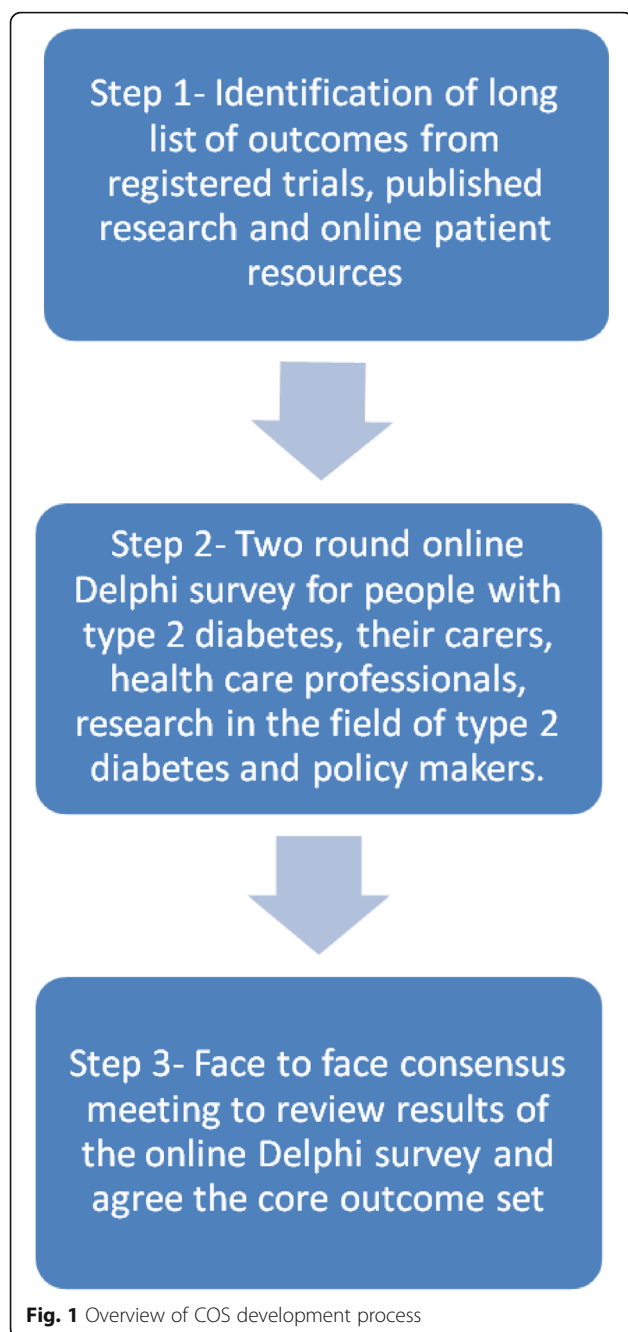 Step 1- Identification of long
list of outcomes from
registered trials, published
research and online patient
resources
Step 2- Two round online
Delphi survey for people with
type 2 diabetes, their carers,
health care professionals,
research in the field of type 2
diabetes and policy makers.
Step 3- Face to face consensus
meeting to review results of
the online Delphi survey and
agree the core outcome set
Fig. 1 Overview of COS development process